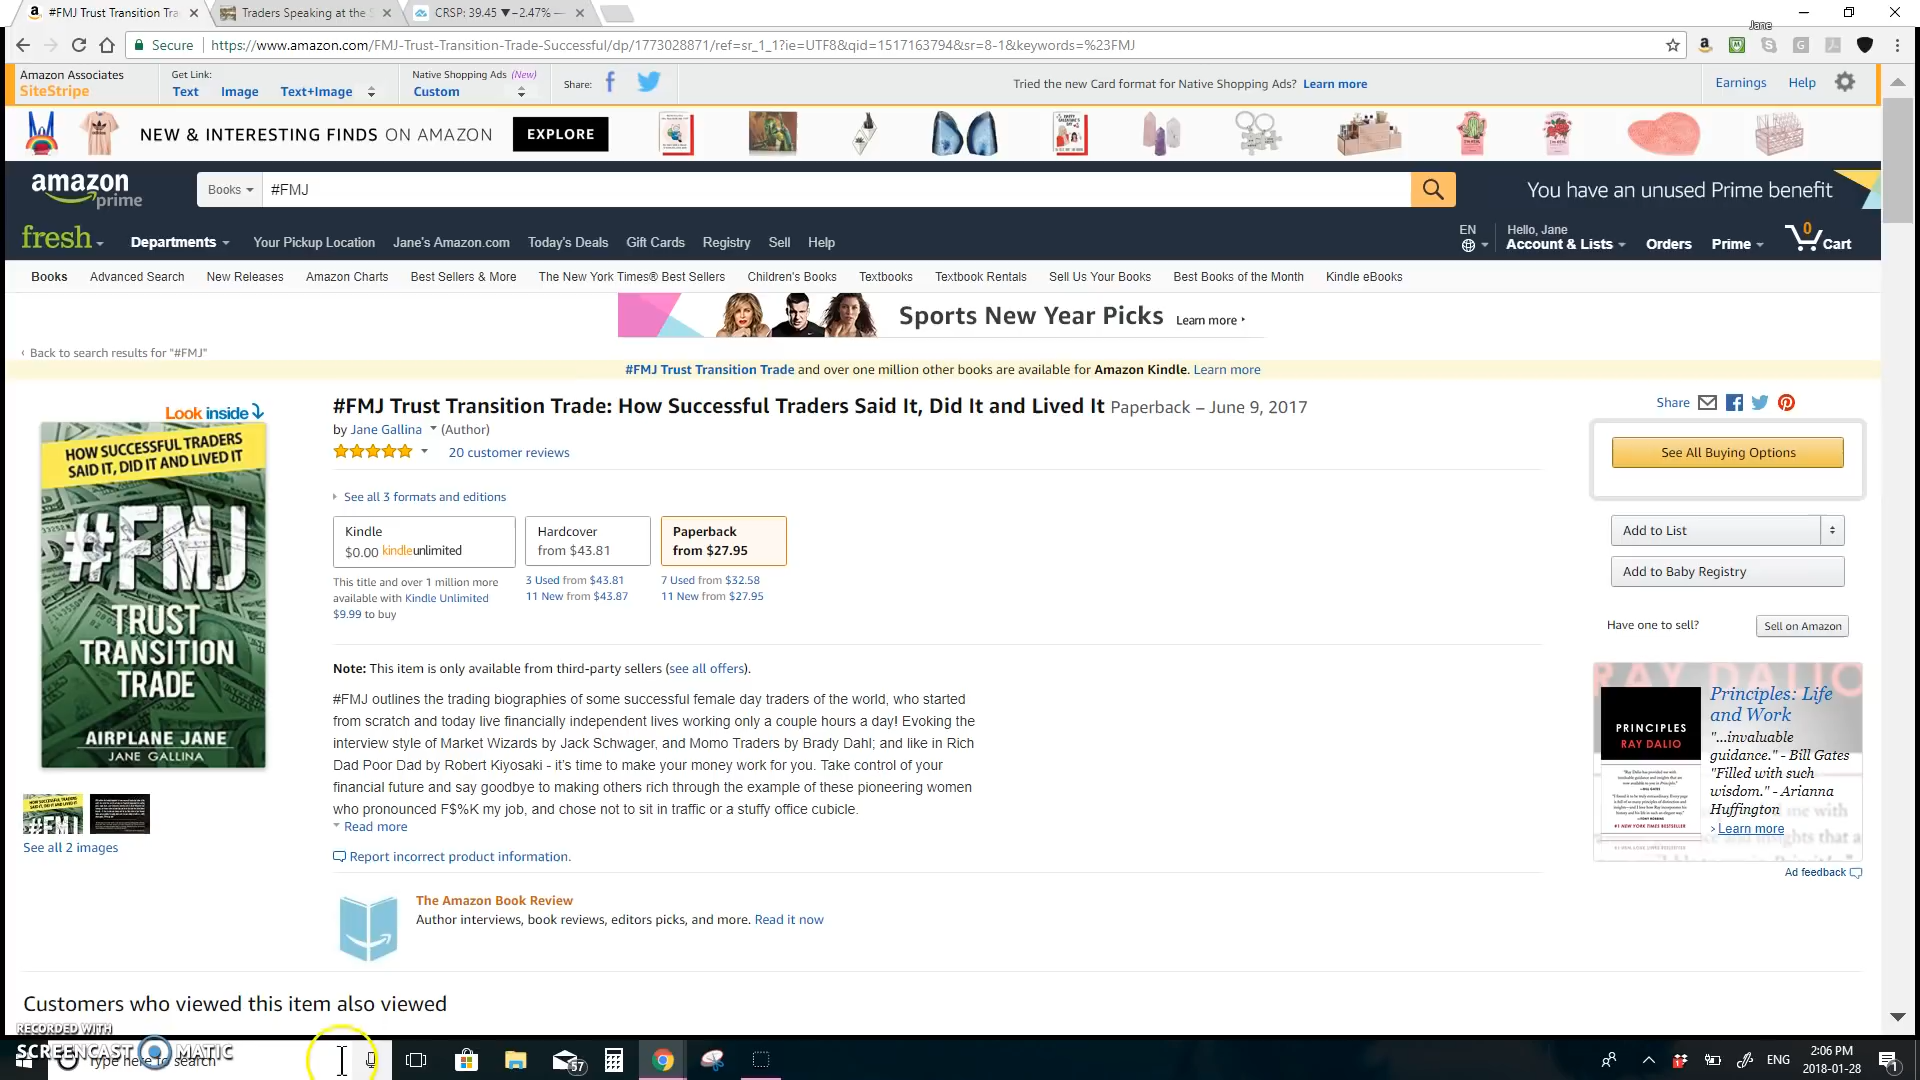 #FMJ Trust Transition Tra
Traders Speaking at the S
CRSP: 39.45 ▼−2.47% —
Jane
Secure
https://www.amazon.com/FMJ-Trust-Transition-Trade-Successful/dp/1773028871/ref=sr_1_1?ie=UTF8&qid=1517163794&sr=8-1&keywords=%23FMJ
Amazon Associates
SiteStripe
Get Link:
Text
Image
Text+Image
Native Shopping Ads (New)
Custom
Share:
Tried the new Card format for Native Shopping Ads? Learn more
Earnings
Help
NEW & INTERESTING FINDS ON AMAZON
EXPLORE
amazon
prime
Books
#FMJ
You have an unused Prime benefit
fresh
Departments
Your Pickup Location
Jane's Amazon.com
Today's Deals
Gift Cards
Registry
Sell
Help
EN
Hello, Jane
Account & Lists
Orders
Prime
0
Cart
Books
Advanced Search
New Releases
Amazon Charts
Best Sellers & More
The New York Times® Best Sellers
Children's Books
Textbooks
Textbook Rentals
Sell Us Your Books
Best Books of the Month
Kindle eBooks
Sports New Year Picks Learn more ▸
‹ Back to search results for "#FMJ"
#FMJ Trust Transition Trade and over one million other books are available for Amazon Kindle. Learn more
Look inside
HOW SUCCESSFUL TRADERS
SAID IT, DID IT AND LIVED IT
#FMJ
TRUST
TRANSITION
TRADE
AIRPLANE JANE
JANE GALLINA
See all 2 images
#FMJ Trust Transition Trade: How Successful Traders Said It, Did It and Lived It Paperback – June 9, 2017
by Jane Gallina (Author)
20 customer reviews
See all 3 formats and editions
Kindle
$0.00 kindleunlimited
This title and over 1 million more
available with Kindle Unlimited
$9.99 to buy
Hardcover
from $43.81
3 Used from $43.81
11 New from $43.87
Paperback
from $27.95
7 Used from $32.58
11 New from $27.95
Note: This item is only available from third-party sellers (see all offers).
#FMJ outlines the trading biographies of some successful female day traders of the world, who started
from scratch and today live financially independent lives working only a couple hours a day! Evoking the
interview style of Market Wizards by Jack Schwager, and Momo Traders by Brady Dahl; and like in Rich
Dad Poor Dad by Robert Kiyosaki - it's time to make your money work for you. Take control of your
financial future and say goodbye to making others rich through the example of these pioneering women
who pronounced F$%K my job, and chose not to sit in traffic or a stuffy office cubicle.
Read more
Report incorrect product information.
The Amazon Book Review
Author interviews, book reviews, editors picks, and more. Read it now
Customers who viewed this item also viewed
Share
See All Buying Options
Add to List
Add to Baby Registry
Have one to sell?
Sell on Amazon
RAY DALIO
PRINCIPLES
RAY DALIO
Principles: Life
and Work
"...invaluable
guidance." - Bill Gates
"Filled with such
wisdom." - Arianna
Huffington
› Learn more
Ad feedback
RECORDED WITH
SCREENCAST MATIC
Type here to search
57
ENG
2:06 PM
2018-01-28
1